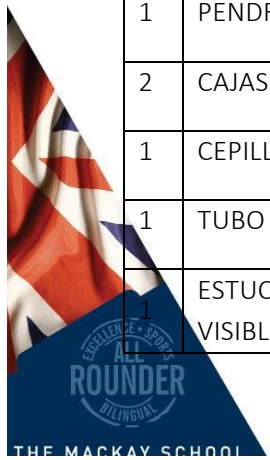 1 PENDR
2 CAJAS
1 CEPILL
1 TUBO
1 ESTUC
VISIBL
EXCELLENCE · SPORTS
ALL
ROUNDER
BILINGUAL
THE MACKAY SCHOOL